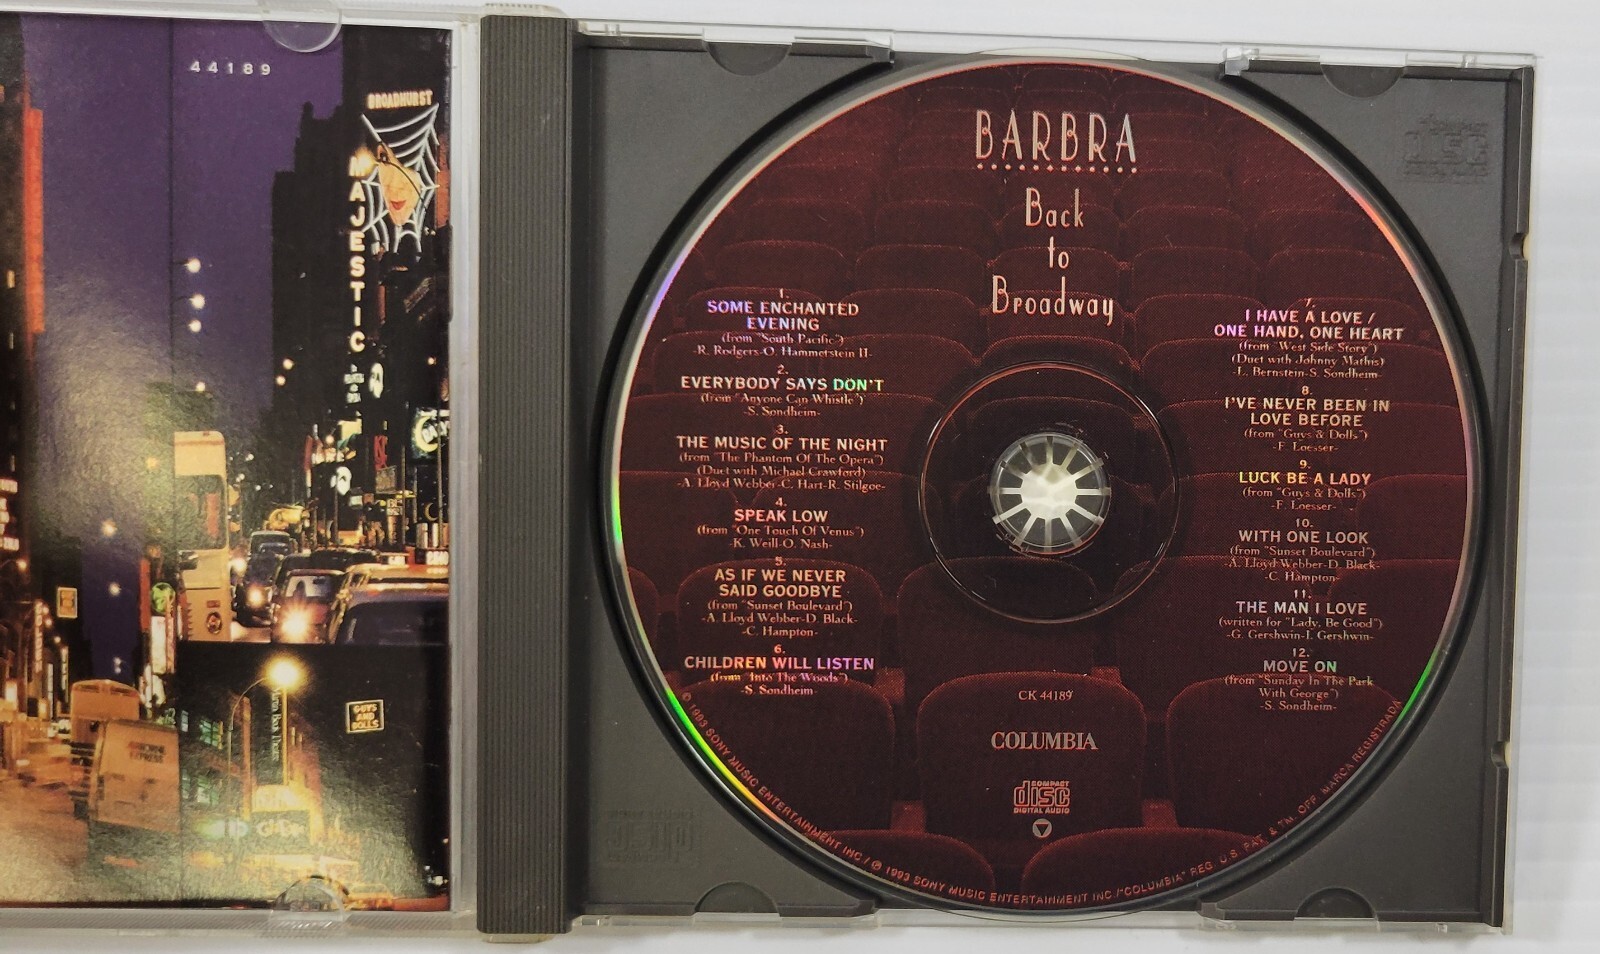 44189
BROADHURST
MAJESTIC
GUYS
AND
DOLLS
EXPRESS
BARBRA
Back
to
Broadway
1.
SOME ENCHANTED
EVENING
(from "South Pacific")
-R. Rodgers-O. Hammerstein II-
2.
EVERYBODY SAYS DON'T
(from "Anyone Can Whistle")
-S. Sondheim-
3.
THE MUSIC OF THE NIGHT
(from "The Phantom Of The Opera")
(Duet with Michael Crawford)
-A. Lloyd Webber-C. Hart-R. Stilgoe-
4.
SPEAK LOW
(from "One Touch Of Venus")
-K. Weill-O. Nash-
5.
AS IF WE NEVER
SAID GOODBYE
(from "Sunset Boulevard")
-A. Lloyd Webber-D. Black-
-C. Hampton-
6.
CHILDREN WILL LISTEN
(from "Into The Woods")
-S. Sondheim-
7.
I HAVE A LOVE /
ONE HAND, ONE HEART
(from "West Side Story")
(Duet with Johnny Mathis)
-L. Bernstein-S. Sondheim-
8.
I'VE NEVER BEEN IN
LOVE BEFORE
(from "Guys & Dolls")
-F. Loesser-
9.
LUCK BE A LADY
(from "Guys & Dolls")
-F. Loesser-
10.
WITH ONE LOOK
(from "Sunset Boulevard")
-A. Lloyd Webber-D. Black-
-C. Hampton-
11.
THE MAN I LOVE
(written for "Lady, Be Good")
-G. Gershwin-I. Gershwin-
12.
MOVE ON
(from "Sunday In The Park
With George")
-S. Sondheim-
CK 44189
COLUMBIA
COMPACT
disc
DIGITAL AUDIO
© 1993 SONY MUSIC ENTERTAINMENT INC / ℗ 1993 SONY MUSIC ENTERTAINMENT INC /"COLUMBIA" REG. U.S. PAT. & TM. OFF. MARCA REGISTRADA